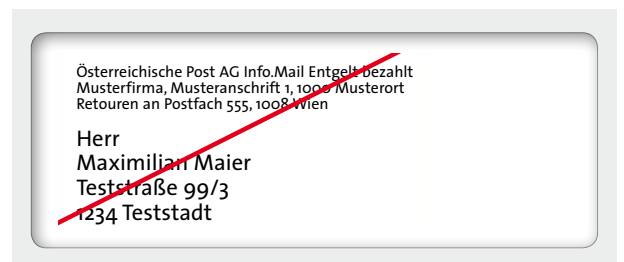 Österreichische Post AG Info.Mail Entgelt bezahlt
Musterfirma, Musteranschrift 1, 1000 Musterort
Retouren an Postfach 555, 1008 Wien
Herr
Maximilian Maier
Teststraße 99/3
1234 Teststadt